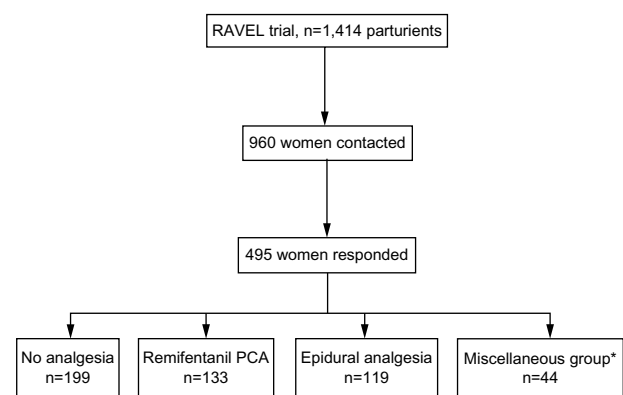 RAVEL trial, n=1,414 parturients
960 women contacted
495 women responded
No analgesia
n=199
Remifentanil PCA
n=133
Epidural analgesia
n=119
Miscellaneous group*
n=44